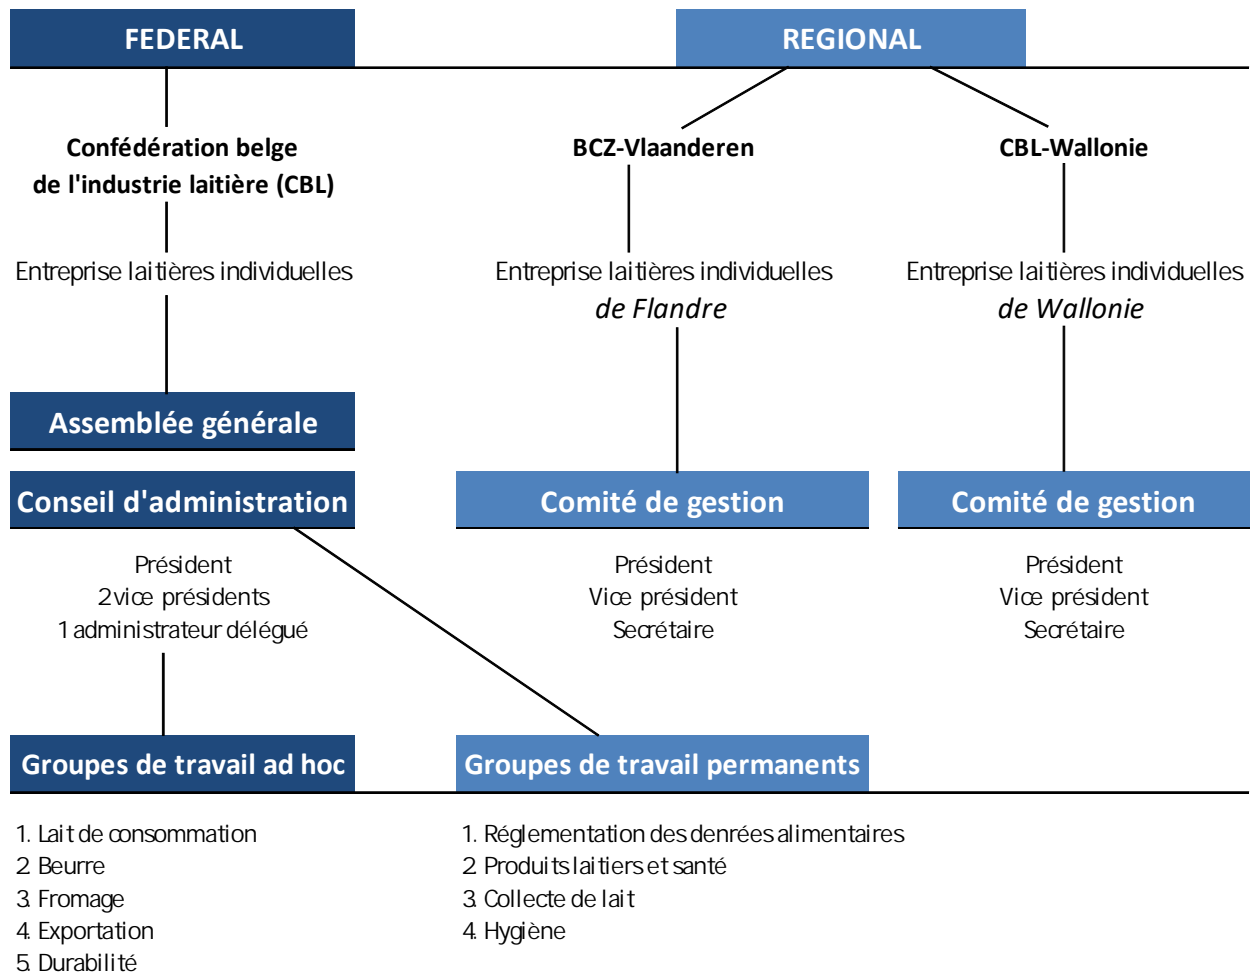 FEDERAL
REGIONAL
Confédération belge
de l'industrie laitière (CBL)
BCZ-Vlaanderen
CBL-Wallonie
Entreprise laitières individuelles
Entreprise laitières individuelles
de Flandre
Entreprise laitières individuelles
de Wallonie
Assemblée générale
Conseil d'administration
Comité de gestion
Comité de gestion
Président
2 vice présidents
1 administrateur délégué
Président
Vice président
Secrétaire
Président
Vice président
Secrétaire
Groupes de travail ad hoc
Groupes de travail permanents
1. Lait de consommation
2. Beurre
3. Fromage
4. Exportation
5. Durabilité
1. Réglementation des denrées alimentaires
2. Produits laitiers et santé
3. Collecte de lait
4. Hygiène